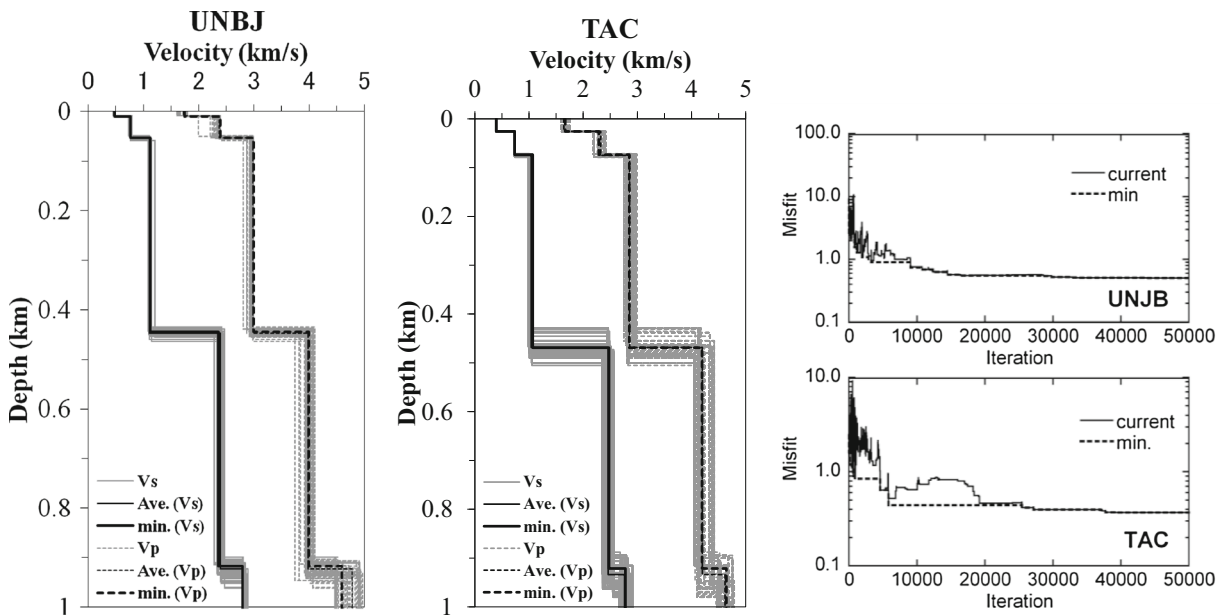 UNBJ
Velocity (km/s)
0 1 2 3 4 5
Depth (km)
0
0.2
0.4
0.6
0.8
1
Vs
Ave. (Vs)
min. (Vs)
Vp
Ave. (Vp)
min. (Vp)
TAC
Velocity (km/s)
0 1 2 3 4 5
Depth (km)
0
0.2
0.4
0.6
0.8
1
Vs
Ave. (Vs)
min. (Vs)
Vp
Ave. (Vp)
min. (Vp)
Misfit
100.0
10.0
1.0
0.1
current
min
UNJB
0 10000 20000 30000 40000 50000
Iteration
Misfit
10.0
1.0
0.1
current
min.
TAC
0 10000 20000 30000 40000 50000
Iteration